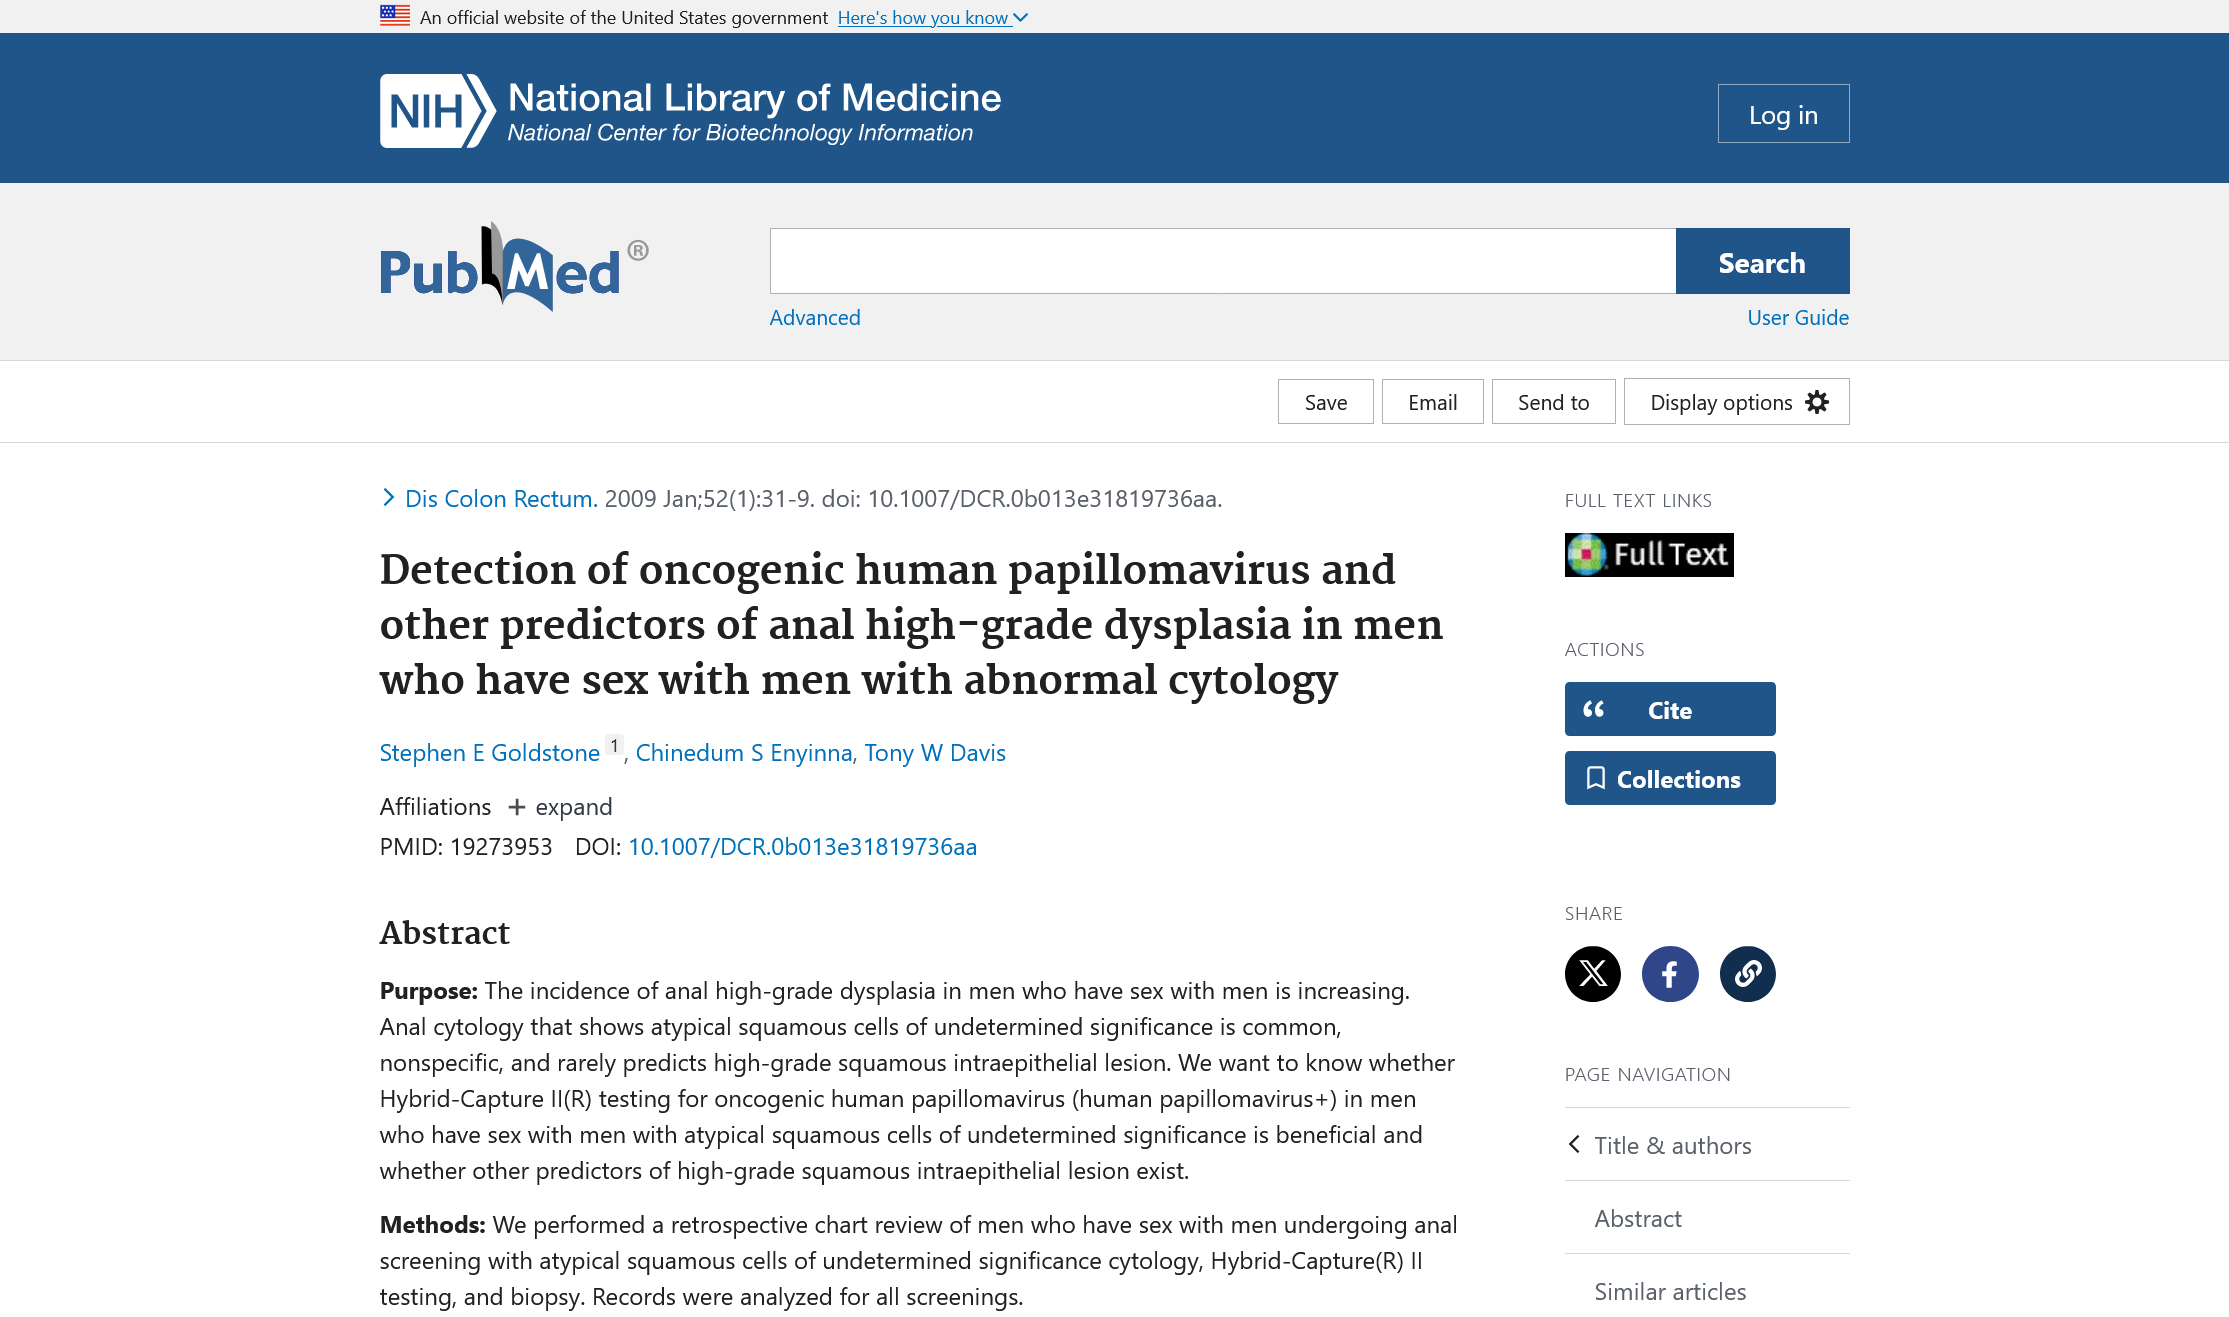 An official website of the United States government Here's how you know
NIH National Library of Medicine
National Center for Biotechnology Information
Log in
PubMed®
Search
Advanced
User Guide
Save
Email
Send to
Display options
Dis Colon Rectum. 2009 Jan;52(1):31-9. doi: 10.1007/DCR.0b013e31819736aa.
Detection of oncogenic human papillomavirus and
other predictors of anal high-grade dysplasia in men
who have sex with men with abnormal cytology
Stephen E Goldstone 1, Chinedum S Enyinna, Tony W Davis
Affiliations + expand
PMID: 19273953 DOI: 10.1007/DCR.0b013e31819736aa
Abstract
Purpose: The incidence of anal high-grade dysplasia in men who have sex with men is increasing.
Anal cytology that shows atypical squamous cells of undetermined significance is common,
nonspecific, and rarely predicts high-grade squamous intraepithelial lesion. We want to know whether
Hybrid-Capture II(R) testing for oncogenic human papillomavirus (human papillomavirus+) in men
who have sex with men with atypical squamous cells of undetermined significance is beneficial and
whether other predictors of high-grade squamous intraepithelial lesion exist.
Methods: We performed a retrospective chart review of men who have sex with men undergoing anal
screening with atypical squamous cells of undetermined significance cytology, Hybrid-Capture(R) II
testing, and biopsy. Records were analyzed for all screenings.
FULL TEXT LINKS
Full Text
ACTIONS
Cite
Collections
SHARE
PAGE NAVIGATION
Title & authors
Abstract
Similar articles